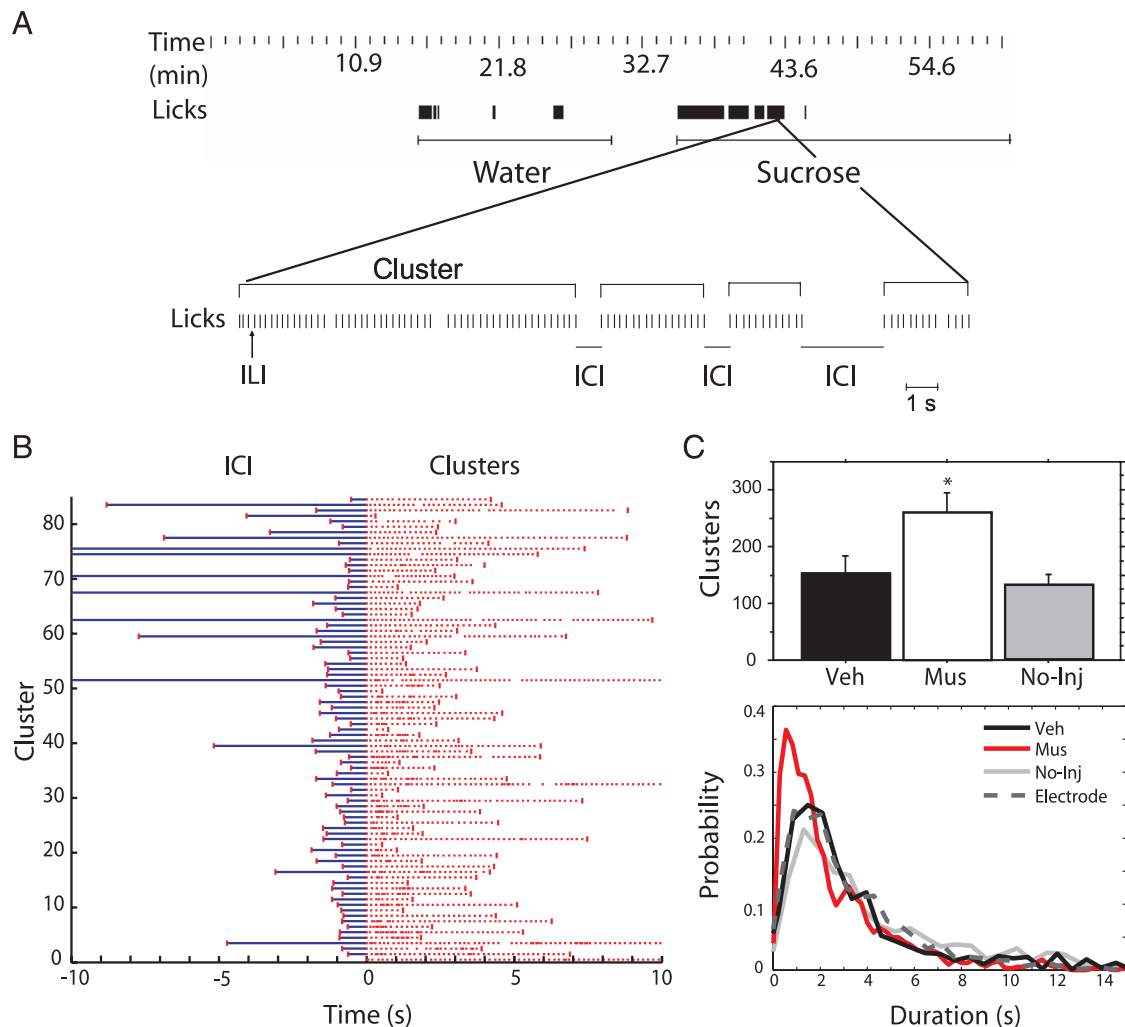 A
Time
(min)
10.9 21.8 32.7 43.6 54.6
Licks
Water Sucrose
Cluster
Licks
ILI ICI ICI ICI
1 s
B
ICI Clusters
Cluster
80
70
60
50
40
30
20
10
0
-10 -5 0 5 10
Time (s)
C
Clusters
300
150
100
0
*
Veh Mus No-Inj
Probability
0.4
0.3
0.2
0.1
0
Veh
Mus
No-Inj
Electrode
0 2 4 6 8 10 12 14
Duration (s)